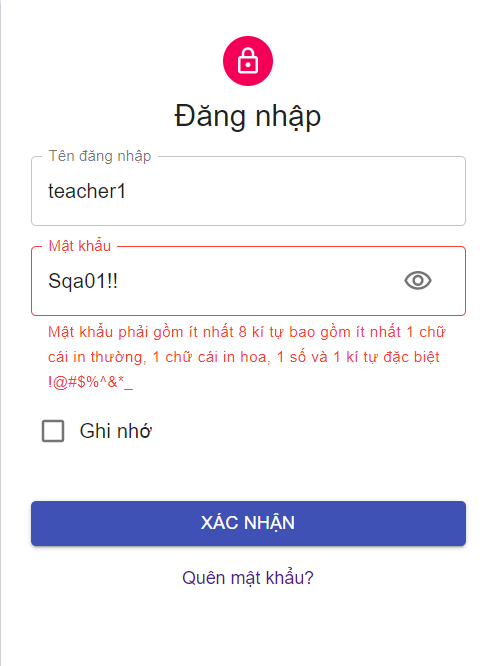 Đăng nhập
Tên đăng nhập
teacher1
Mật khẩu
Sqa01!!
Mật khẩu phải gồm ít nhất 8 kí tự bao gồm ít nhất 1 chữ
cái in thường, 1 chữ cái in hoa, 1 số và 1 kí tự đặc biệt
!@#$%^&*_
Ghi nhớ
XÁC NHẬN
Quên mật khẩu?